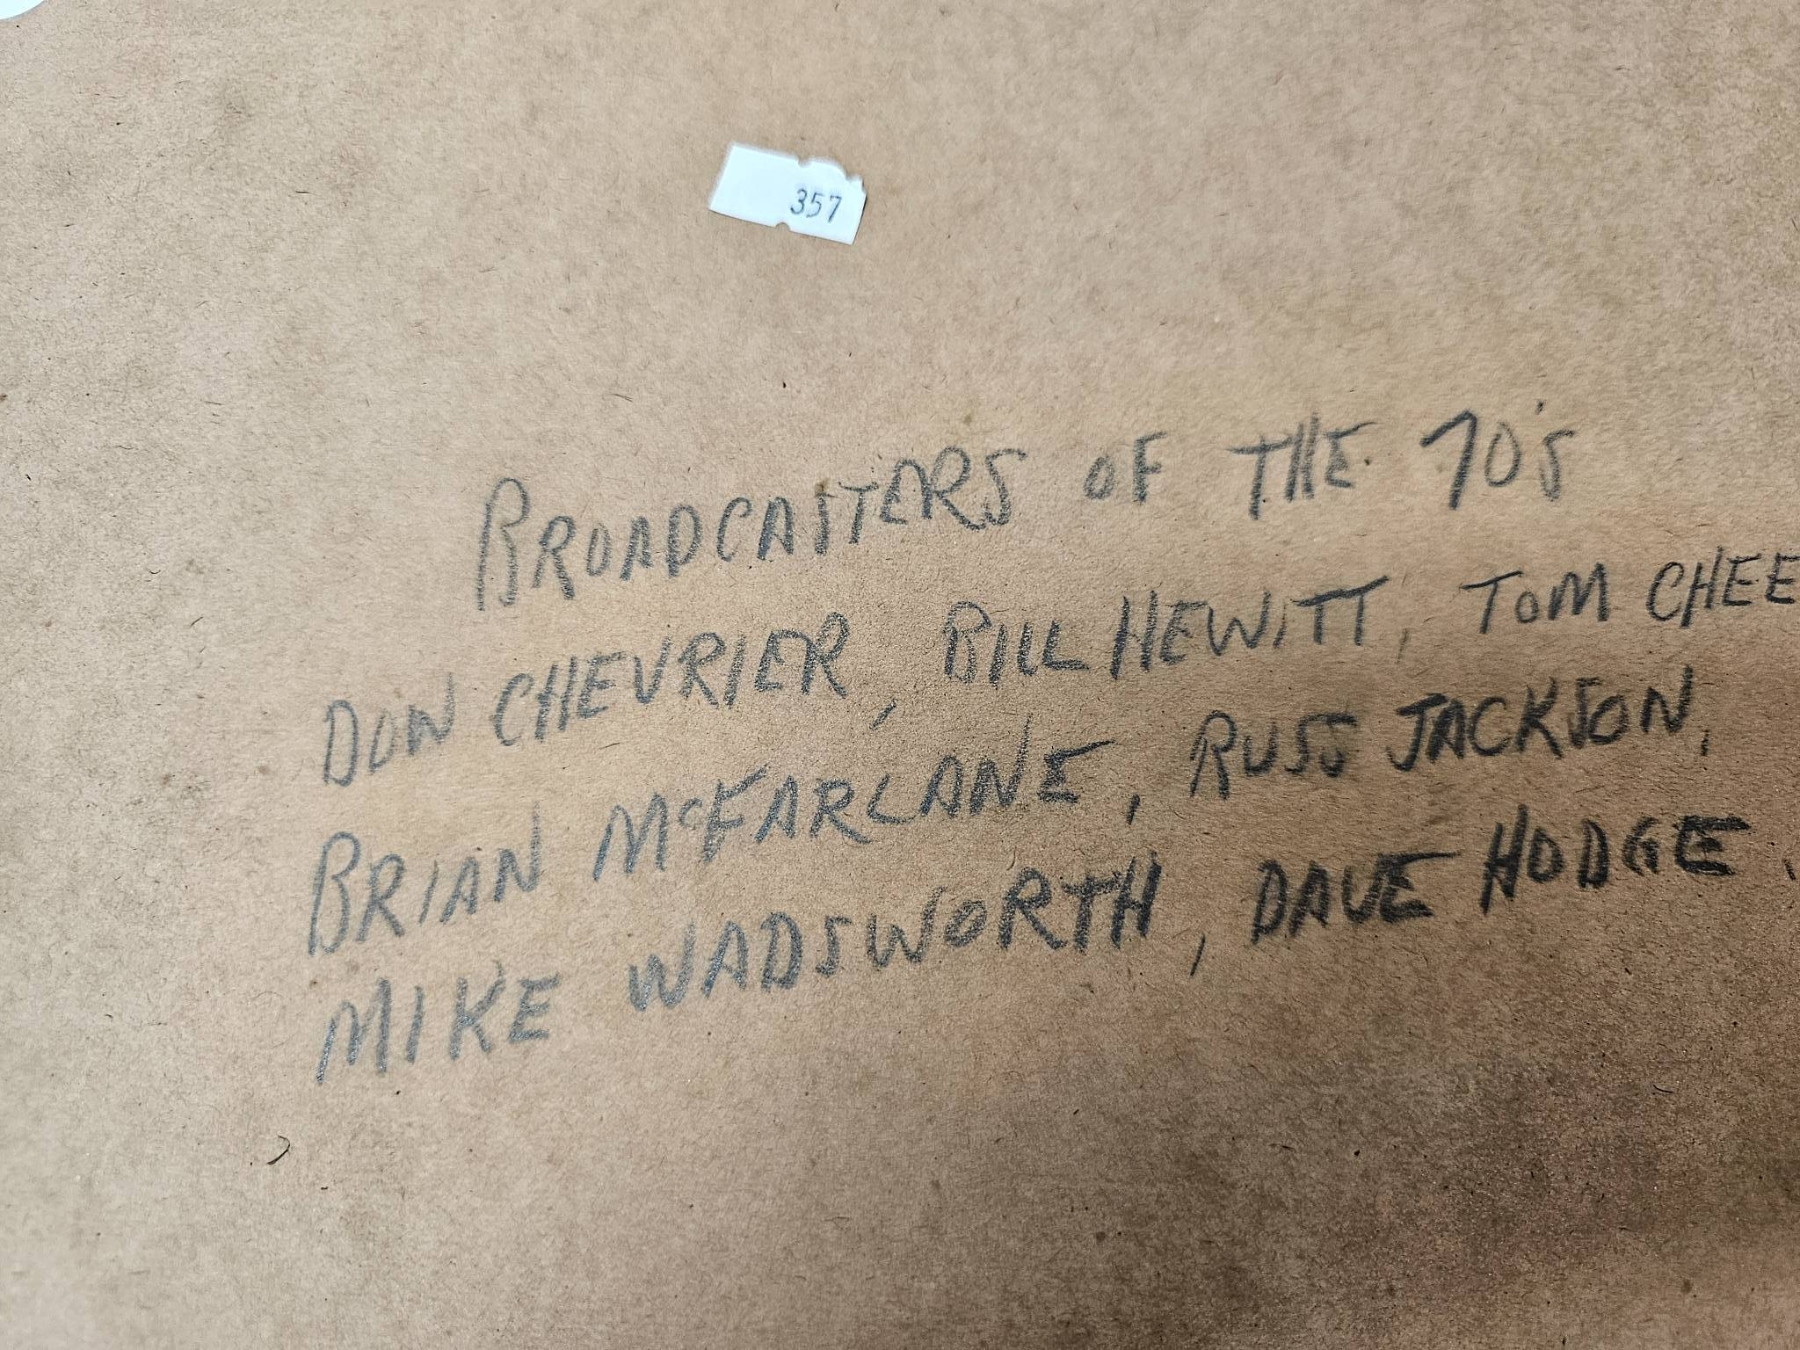 357
BROADCASTERS OF THE 70's
DON CHEVRIER, BILL HEWITT, TOM CHEE
BRIAN McFARLANE, RUSS JACKSON,
MIKE WADSWORTH, DAVE HODGE,